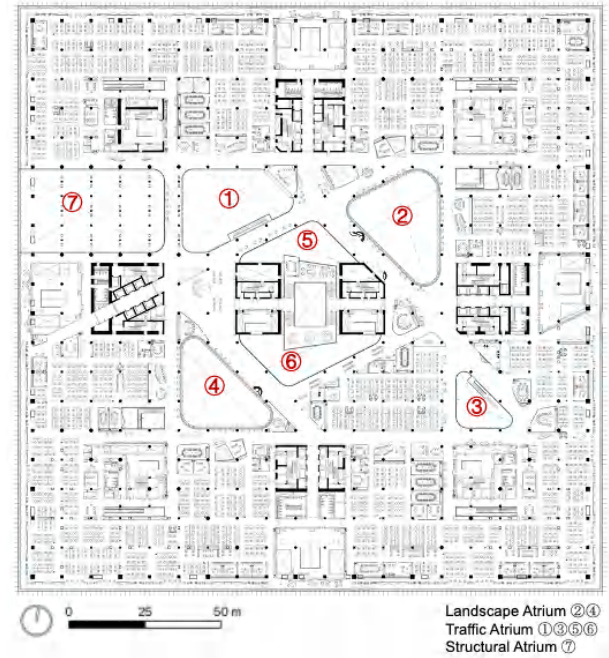 ①
②
⑦
⑤
⑥
④
③
0 25 50 m
Landscape Atrium ②④
Traffic Atrium ①③⑤⑥
Structural Atrium ⑦